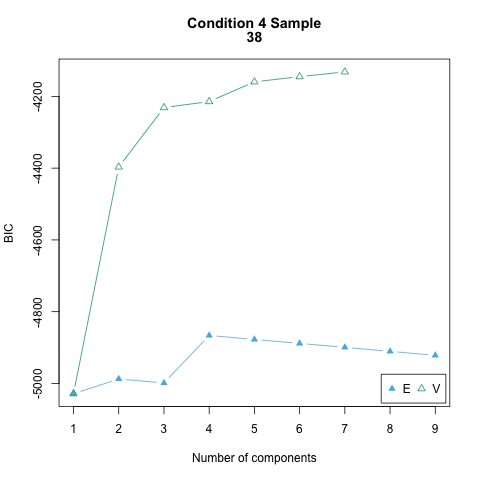 Condition 4 Sample
38
-4200
-4400
-4600
-4800
-5000
BIC
1 2 3 4 5 6 7 8 9
Number of components
E V